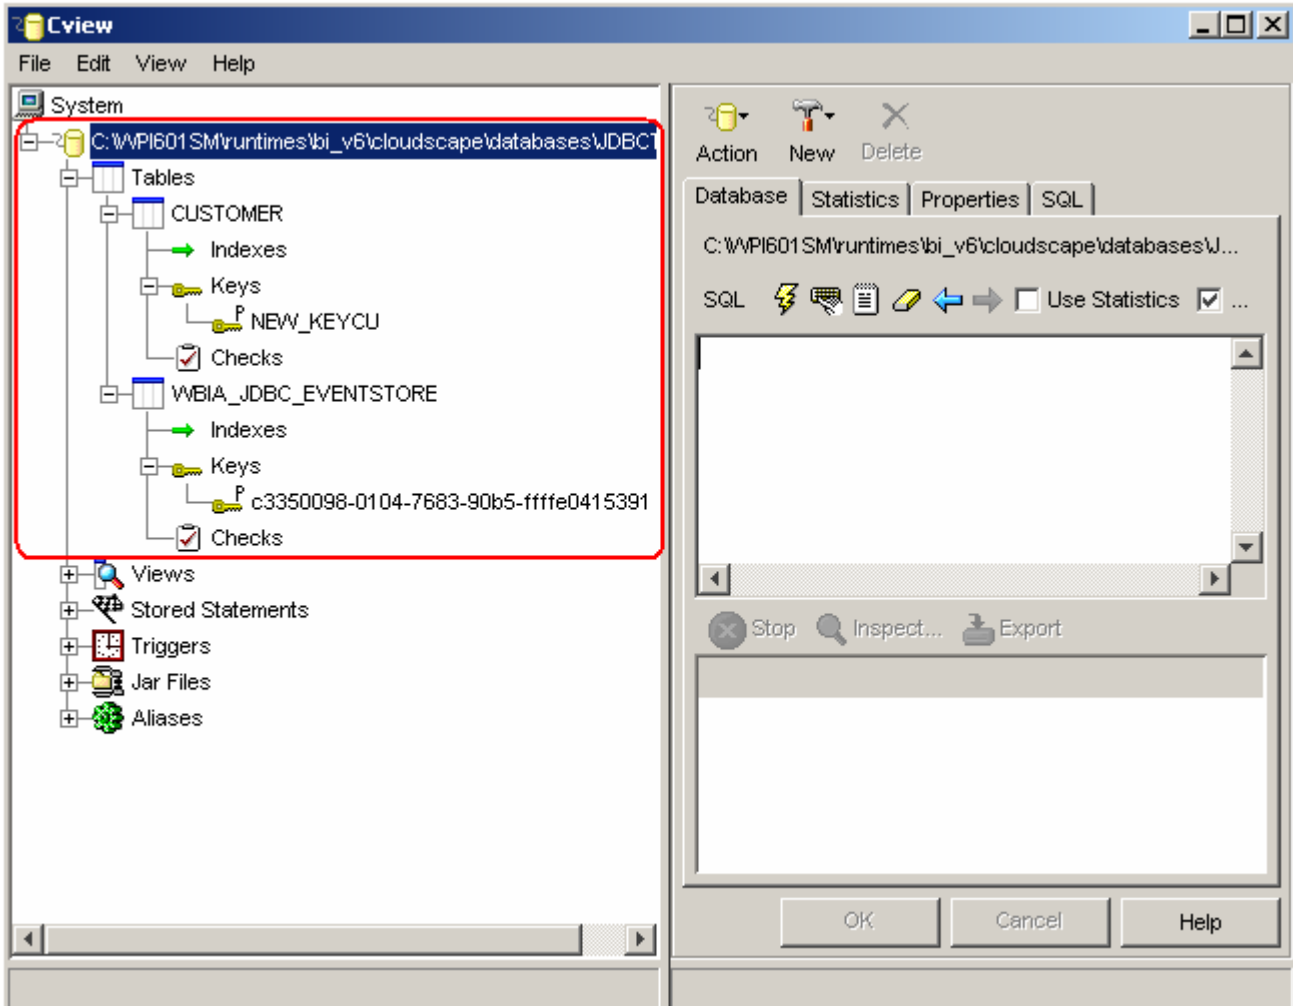 Cview
File Edit View Help
System
C:\WPI601SM\runtimes\bi_v6\cloudscape\databases\JDBCT
Tables
CUSTOMER
Indexes
Keys
P NEW_KEYCU
Checks
WBIA_JDBC_EVENTSTORE
Indexes
Keys
P c3350098-0104-7683-90b5-ffffe0415391
Checks
Views
Stored Statements
Triggers
Jar Files
Aliases
Action New Delete
Database Statistics Properties SQL
C:\WPI601SM\runtimes\bi_v6\cloudscape\databases\J...
SQL Use Statistics ...
Stop Inspect... Export
OK Cancel Help